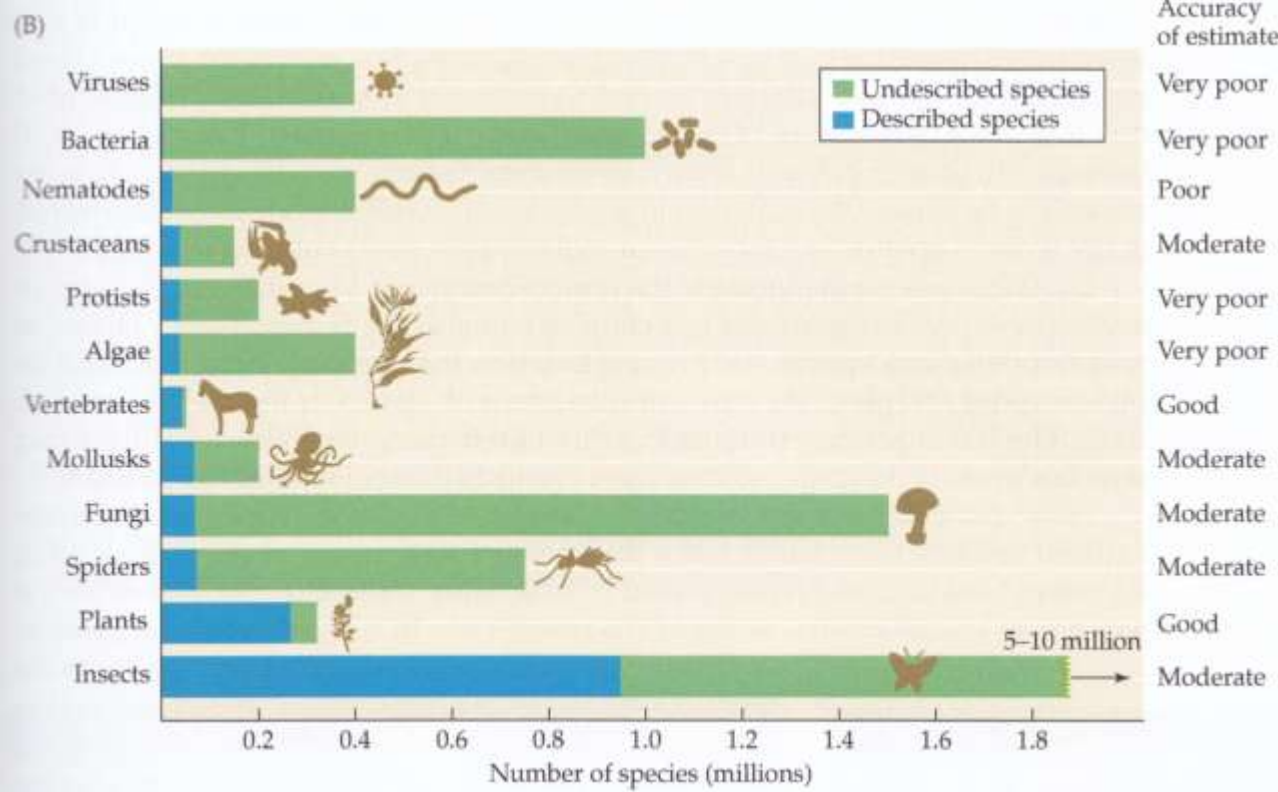 (B)
Accuracy
of estimate
Viruses
Very poor
Undescribed species
Described species
Bacteria
Very poor
Nematodes
Poor
Crustaceans
Moderate
Protists
Very poor
Algae
Very poor
Vertebrates
Good
Mollusks
Moderate
Fungi
Moderate
Spiders
Moderate
Plants
Good
5–10 million
Insects
Moderate
0.2 0.4 0.6 0.8 1.0 1.2 1.4 1.6 1.8
Number of species (millions)